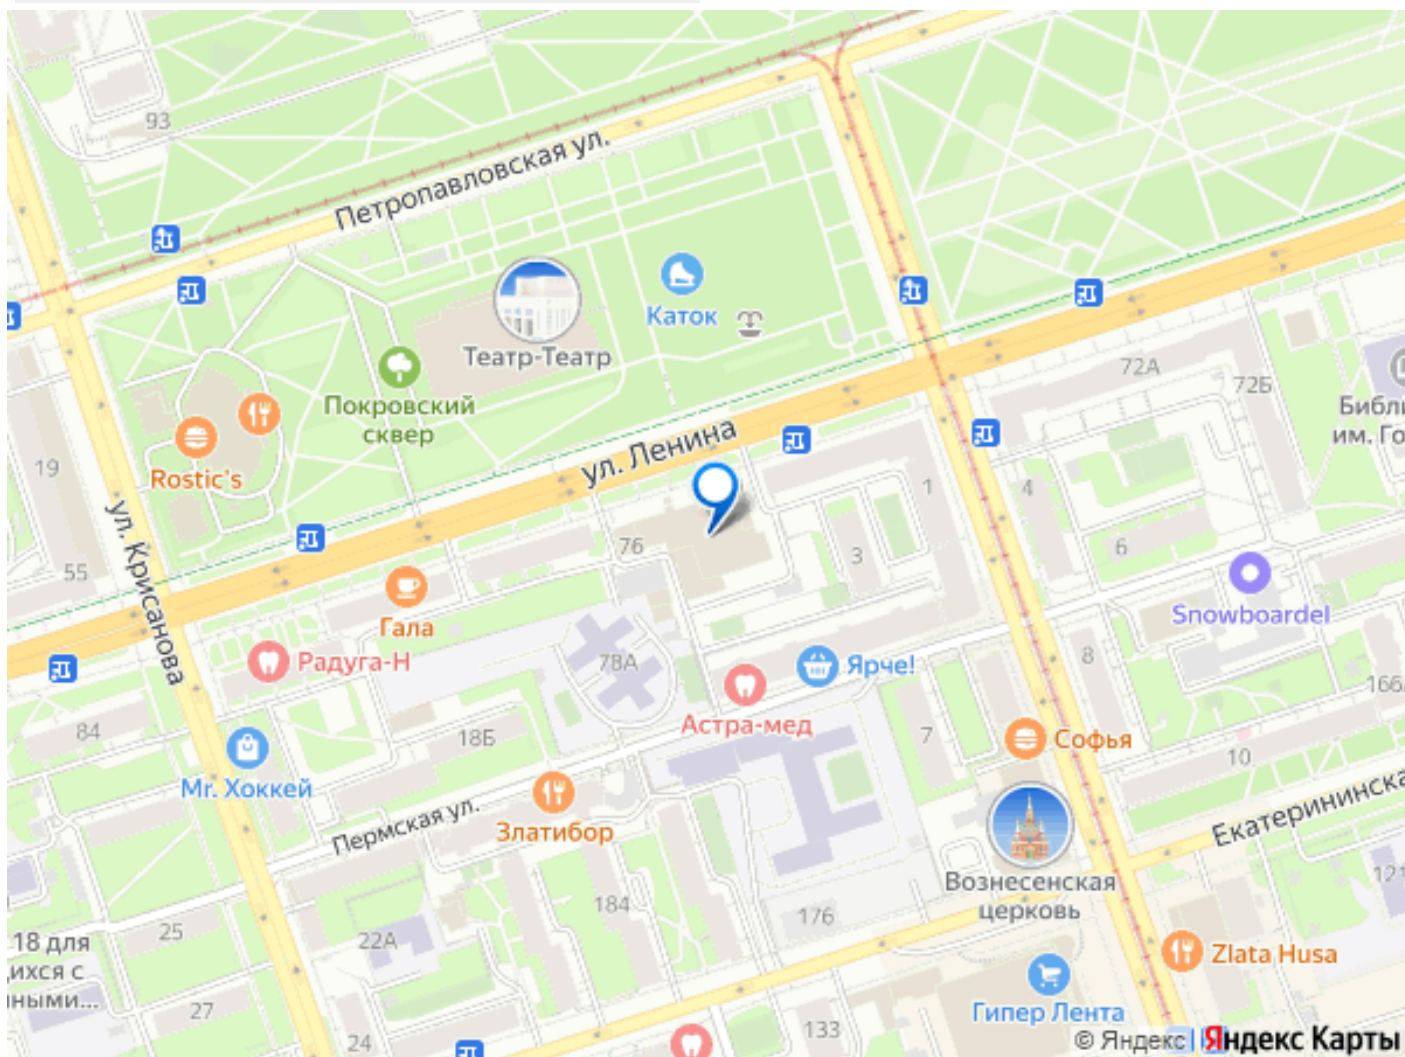 93
Петропавловская ул.
Каток
Театр-Театр
Покровский
сквер
72А
72Б
19
Rostic's
ул. Ленина
1
4
ул. Крисанова
76
3
6
55
Гала
Snowboardel
Радуга-Н
78А
Ярче!
8
Астра-мед
84
18Б
7
Софья
10
Mr. Хоккей
Пермская ул.
Златибор
Вознесенская
церковь
184
176
25
22А
18 для
Zlata Husa
27
Гипер Лента
24
133
© Яндекс
Яндекс Карты